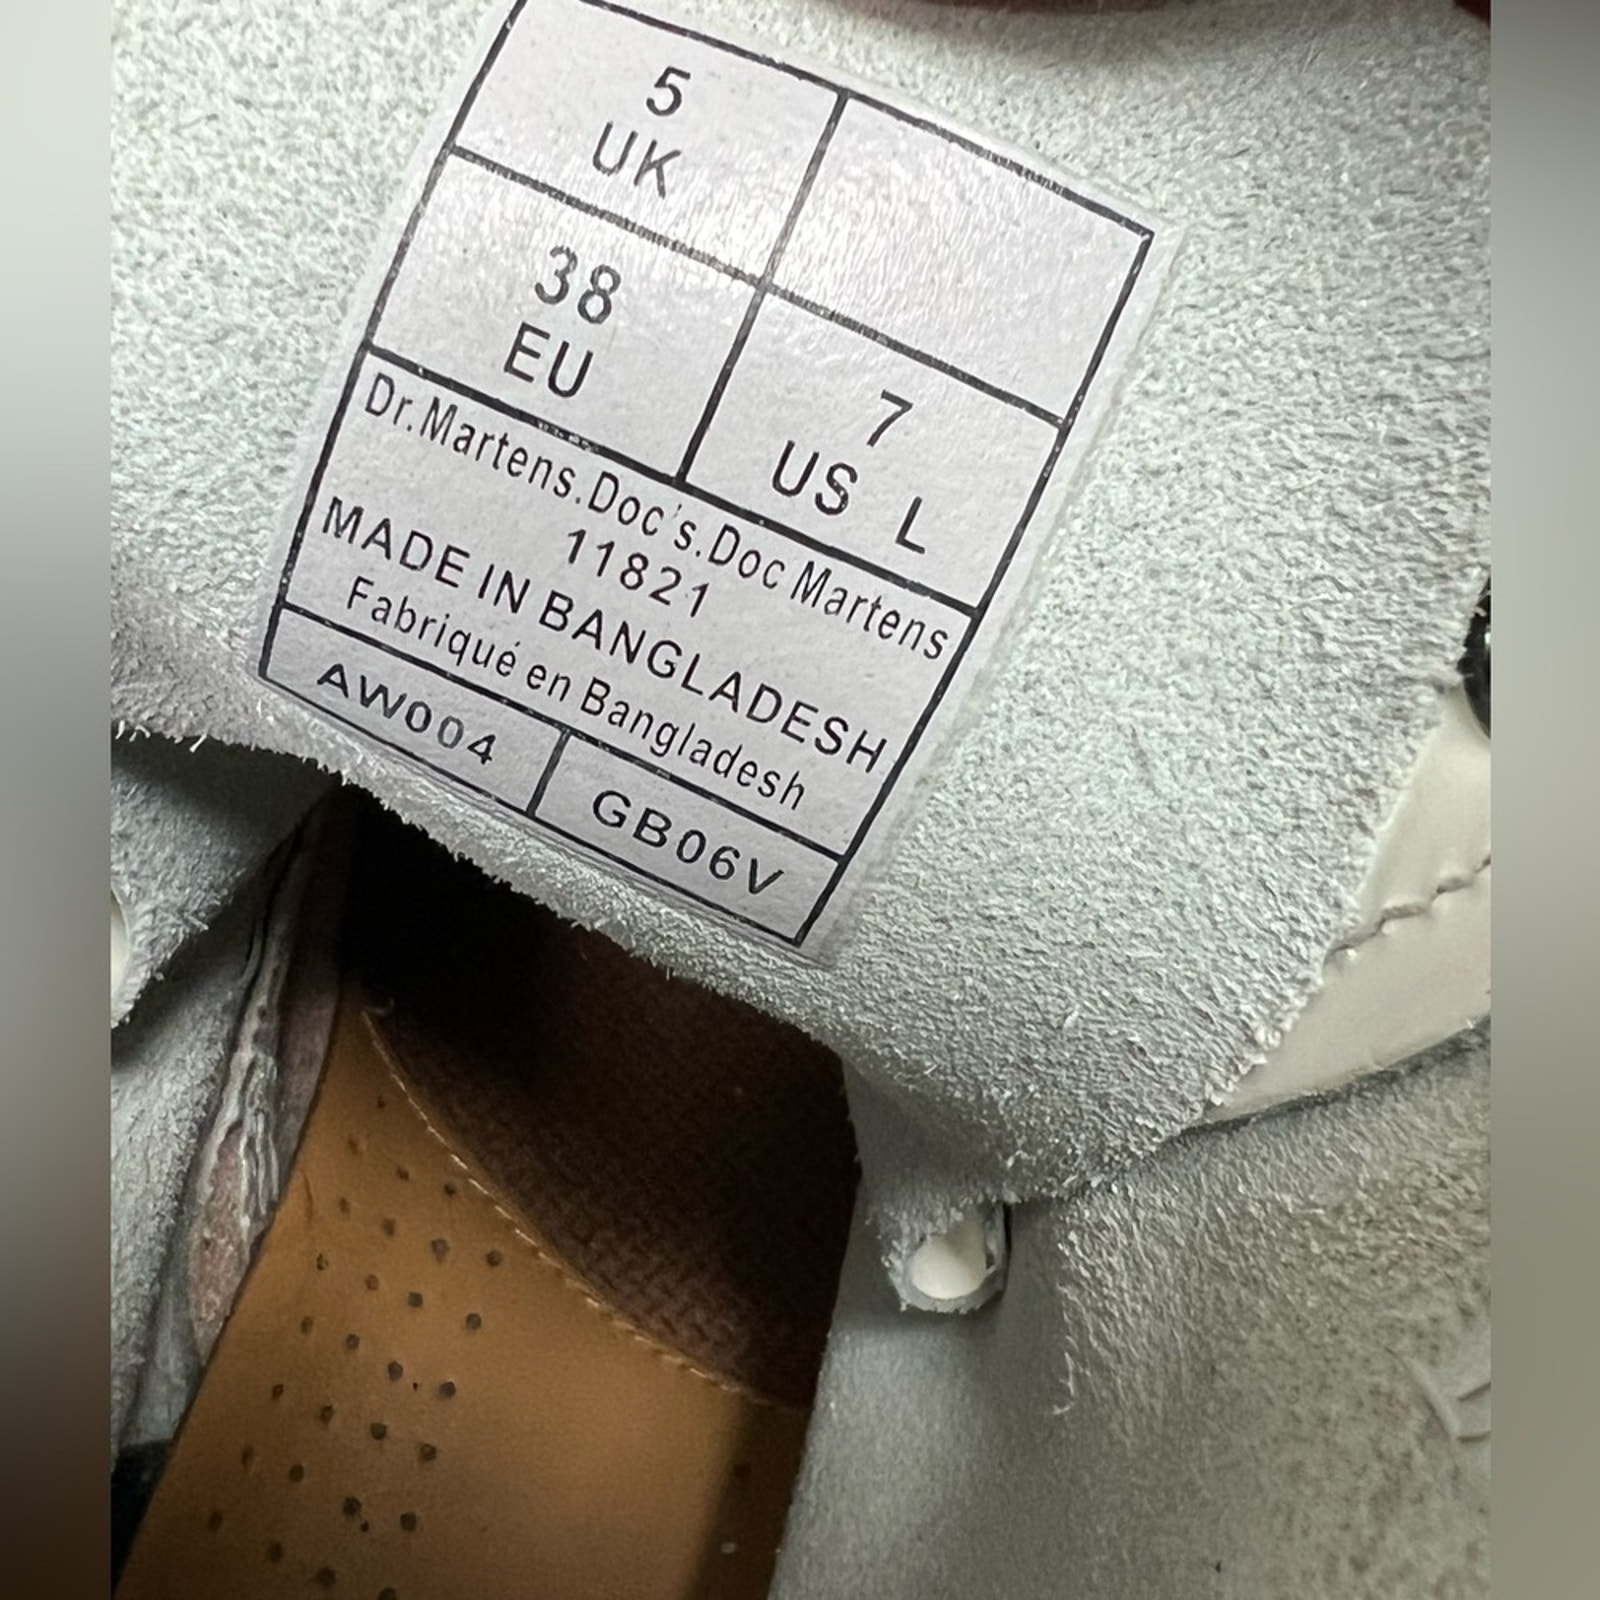 5
UK
38
EU
7
US L
Dr.Martens.Doc's.Doc Martens
11821
MADE IN BANGLADESH
Fabriqué en Bangladesh
AW004
GB06V